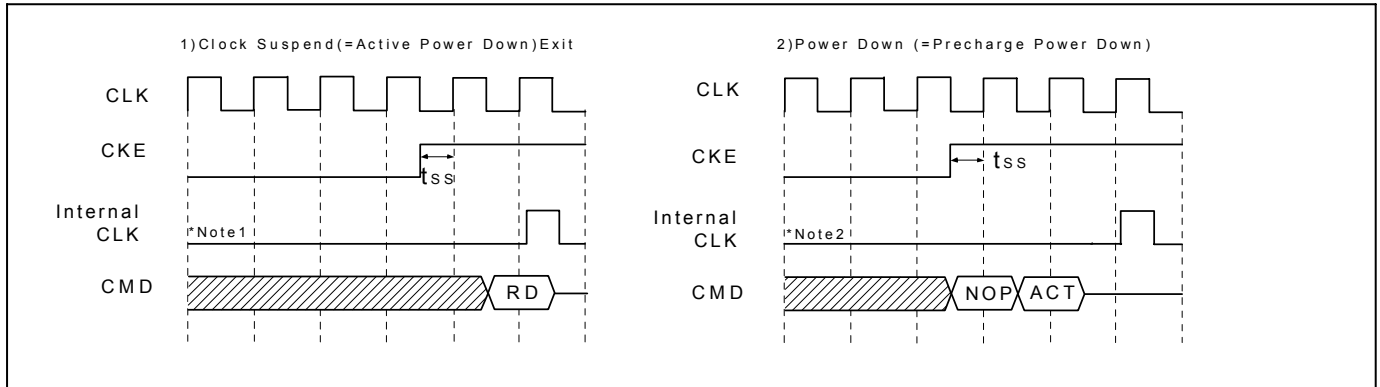 1)Clock Suspend(=Active Power Down)Exit
CLK
CKE
tss
Internal
CLK
*Note1
CMD
RD
2)Power Down (=Precharge Power Down)
CLK
CKE
tss
Internal
CLK
*Note2
CMD
NOP
ACT